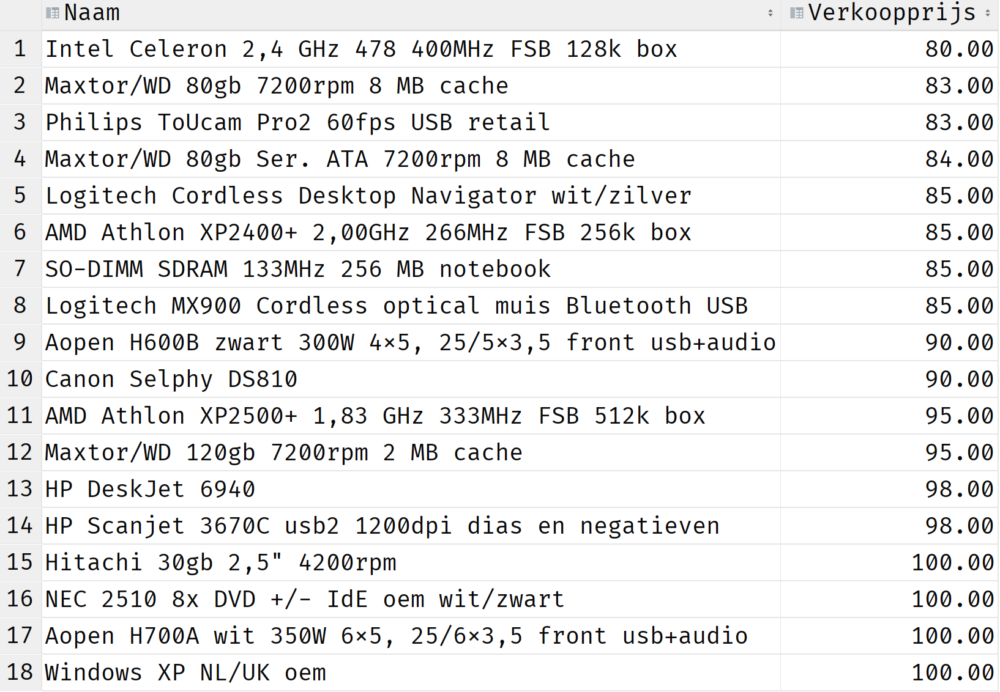 Naam Verkoopprijs
1 Intel Celeron 2,4 GHz 478 400MHz FSB 128k box 80.00
2 Maxtor/WD 80gb 7200rpm 8 MB cache 83.00
3 Philips ToUcam Pro2 60fps USB retail 83.00
4 Maxtor/WD 80gb Ser. ATA 7200rpm 8 MB cache 84.00
5 Logitech Cordless Desktop Navigator wit/zilver 85.00
6 AMD Athlon XP2400+ 2,00GHz 266MHz FSB 256k box 85.00
7 SO-DIMM SDRAM 133MHz 256 MB notebook 85.00
8 Logitech MX900 Cordless optical muis Bluetooth USB 85.00
9 Aopen H600B zwart 300W 4×5, 25/5×3,5 front usb+audio 90.00
10 Canon Selphy DS810 90.00
11 AMD Athlon XP2500+ 1,83 GHz 333MHz FSB 512k box 95.00
12 Maxtor/WD 120gb 7200rpm 2 MB cache 95.00
13 HP DeskJet 6940 98.00
14 HP Scanjet 3670C usb2 1200dpi dias en negatieven 98.00
15 Hitachi 30gb 2,5" 4200rpm 100.00
16 NEC 2510 8x DVD +/- IdE oem wit/zwart 100.00
17 Aopen H700A wit 350W 6×5, 25/6×3,5 front usb+audio 100.00
18 Windows XP NL/UK oem 100.00